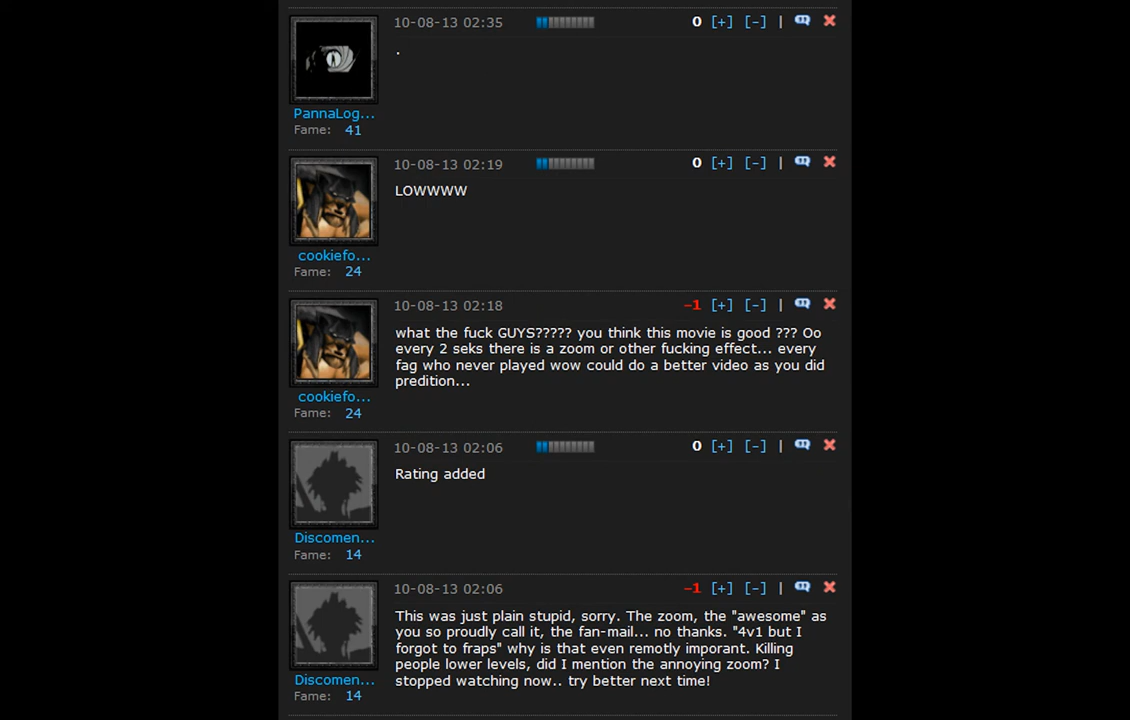 10-08-13 02:35 0 [+] [-] |
.
PannaLog...
Fame: 41
10-08-13 02:19 0 [+] [-] |
LOWWWW
cookiefo...
Fame: 24
10-08-13 02:18 -1 [+] [-] |
what the fuck GUYS????? you think this movie is good ??? Oo
every 2 seks there is a zoom or other fucking effect... every
fag who never played wow could do a better video as you did
predition...
cookiefo...
Fame: 24
10-08-13 02:06 0 [+] [-] |
Rating added
Discomen...
Fame: 14
10-08-13 02:06 -1 [+] [-] |
This was just plain stupid, sorry. The zoom, the "awesome" as
you so proudly call it, the fan-mail... no thanks. "4v1 but I
forgot to fraps" why is that even remotly imporant. Killing
people lower levels, did I mention the annoying zoom? I
stopped watching now.. try better next time!
Discomen...
Fame: 14